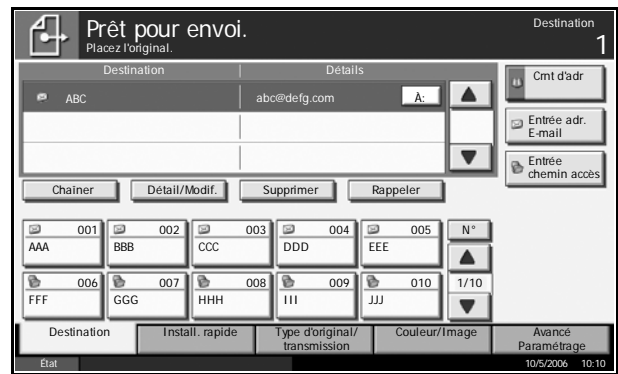 Prêt pour envoi.
Placez l'original.
Destination
1
Destination Détails
ABC abc@defg.com À:
Cmt d'adr
Entrée adr.
E-mail
Entrée
chemin accès
Chainer Détail/Modif. Supprimer Rappeler
001 002 003 004 005 N°
AAA BBB CCC DDD EEE
006 007 008 009 010 1/10
FFF GGG HHH III JJJ
Destination Install. rapide Type d'original/
transmission Couleur/Image Avancé
Paramétrage
État 10/5/2006 10:10